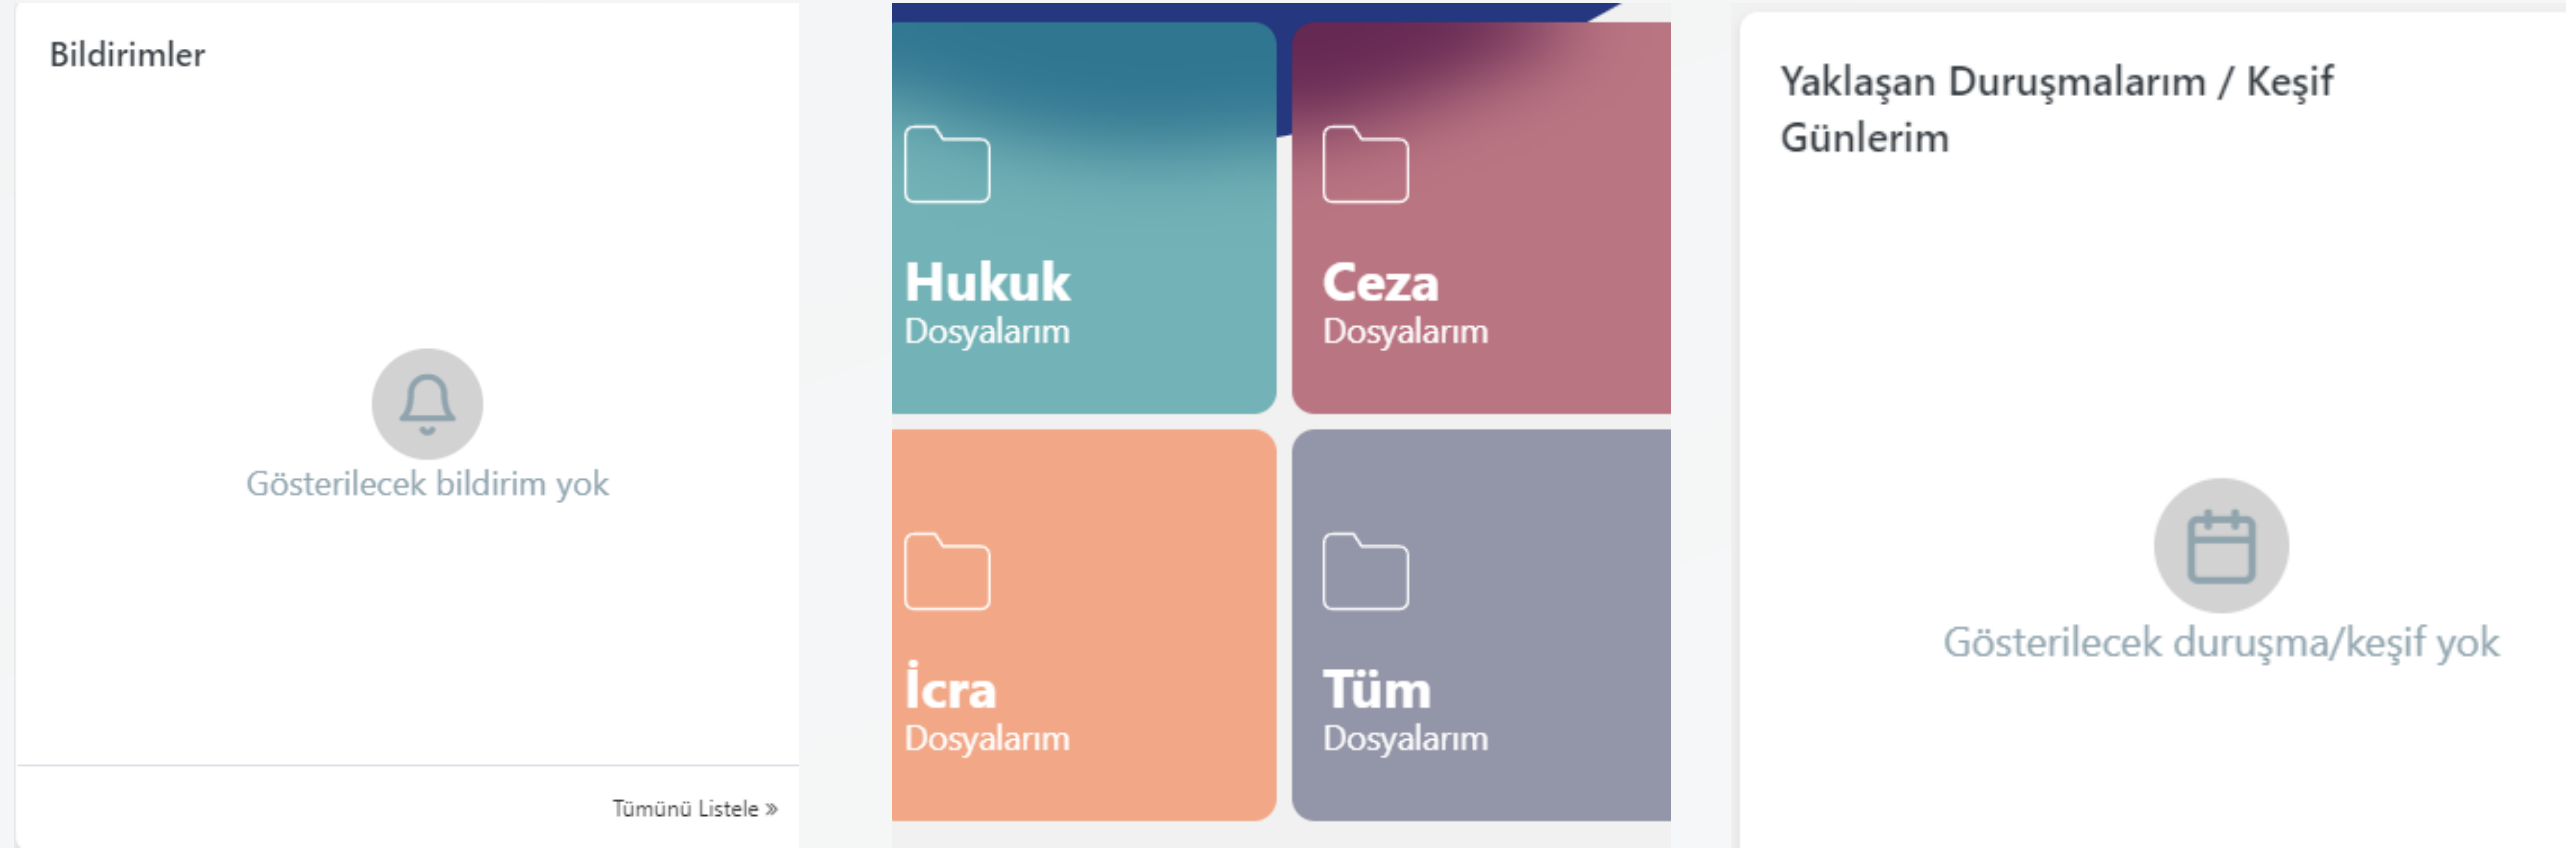 Bildirimler
Gösterilecek bildirim yok
Tümünü Listele »
Hukuk
Dosyalarım
Ceza
Dosyalarım
İcra
Dosyalarım
Tüm
Dosyalarım
Yaklaşan Duruşmalarım / Keşif
Günlerim
Gösterilecek duruşma/keşif yok